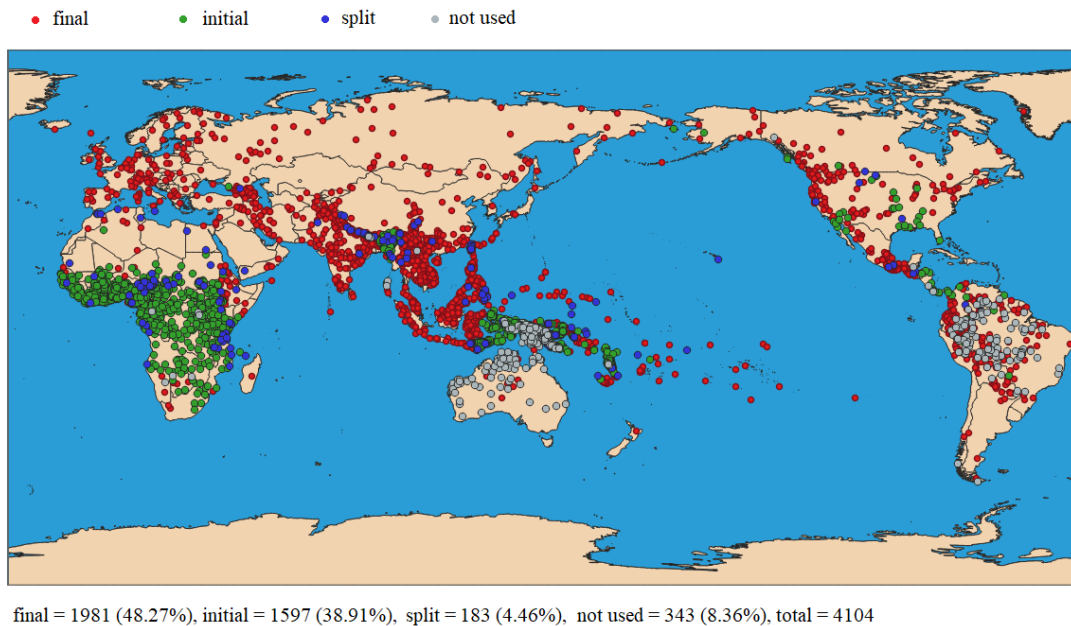 final initial split not used
final = 1981 (48.27%), initial = 1597 (38.91%), split = 183 (4.46%), not used = 343 (8.36%), total = 4104